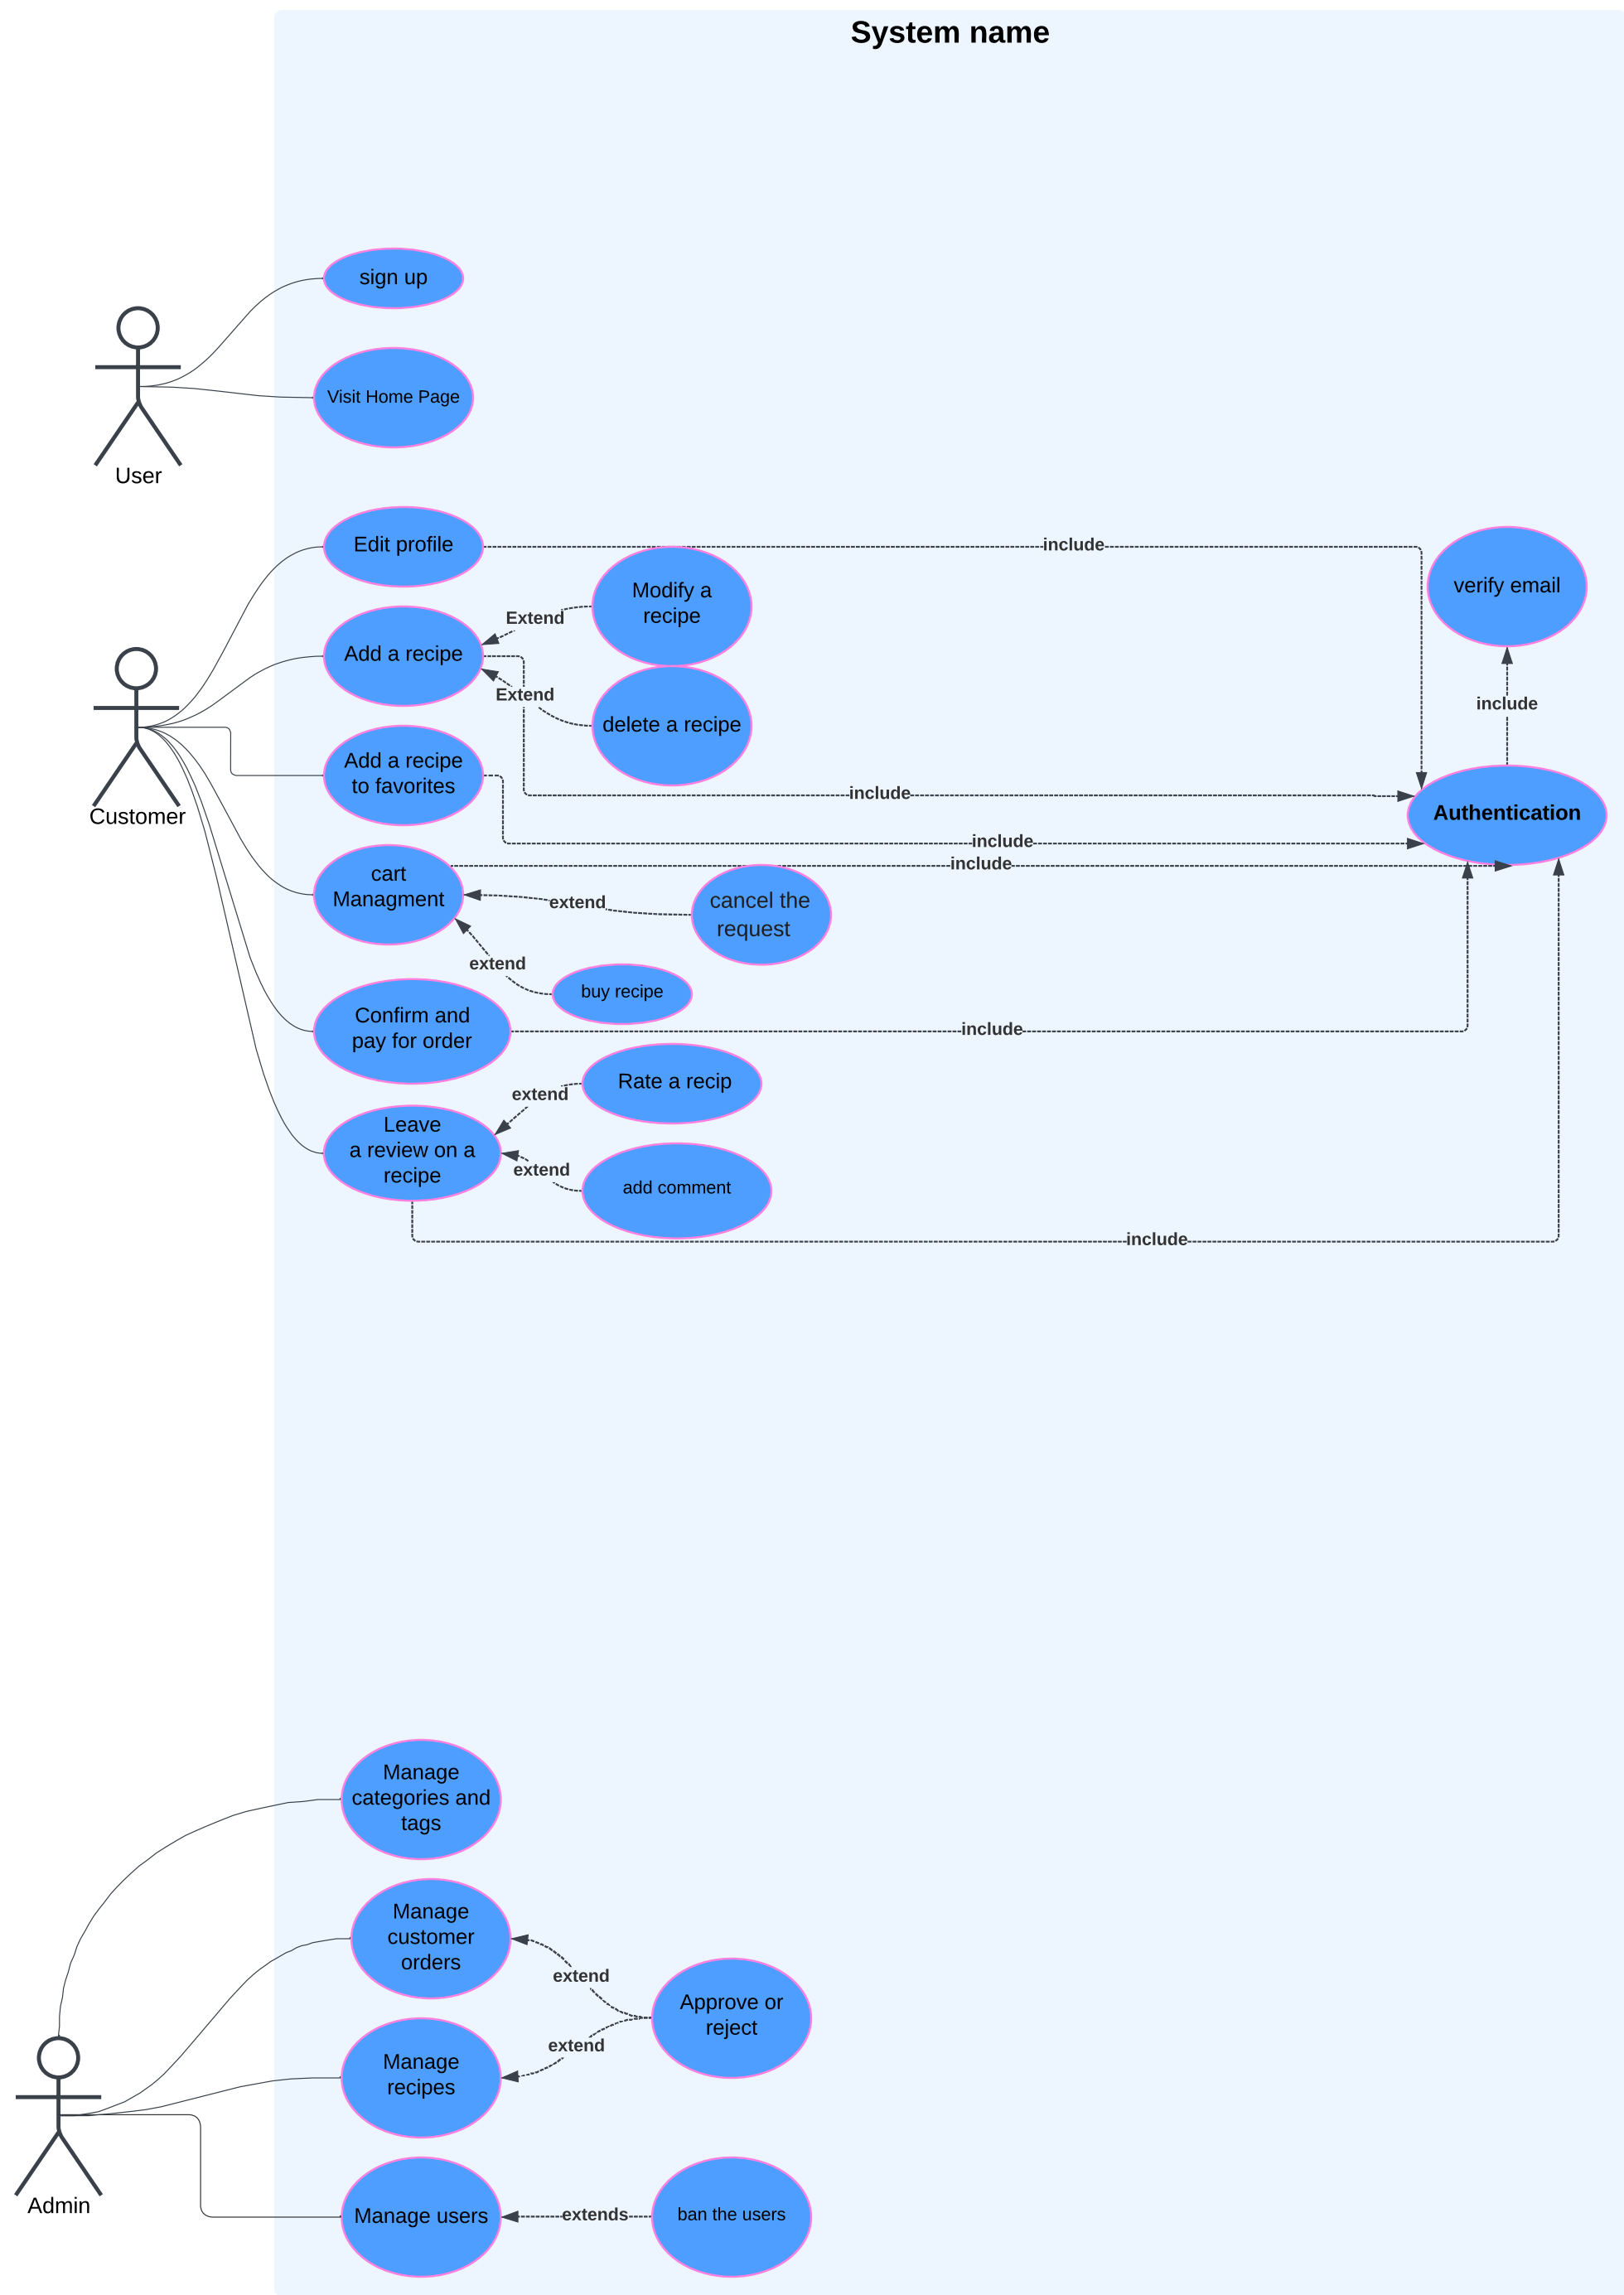 System name
sign up
Visit Home Page
User
Edit profile
include
Modify a
recipe
verify email
Extend
Add a recipe
Extend
delete a recipe
include
Customer
Add a recipe
to favorites
include
Authentication
include
include
cart
Managment
extend
cancel the
request
extend
buy recipe
Confirm and
pay for order
include
Rate a recip
extend
Leave
a review on a
recipe
extend
add comment
include
Manage
categories and
tags
Manage
customer
orders
extend
Approve or
reject
extend
Manage
recipes
Admin
Manage users
extends
ban the users